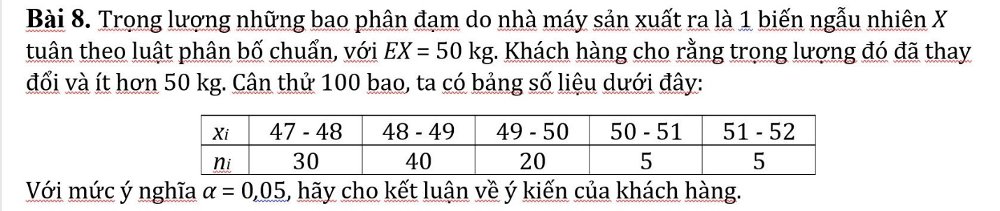 Bài 8. Trọng lượng những bao phân đạm do nhà máy sản xuất ra là 1 biến ngẫu nhiên X
tuân theo luật phân bố chuẩn, với EX = 50 kg. Khách hàng cho rằng trọng lượng đó đã thay
đổi và ít hơn 50 kg. Cân thử 100 bao, ta có bảng số liệu dưới đây:
xi 47 - 48 48 - 49 49 - 50 50 - 51 51 - 52
ni 30 40 20 5 5
Với mức ý nghĩa α = 0,05, hãy cho kết luận về ý kiến của khách hàng.